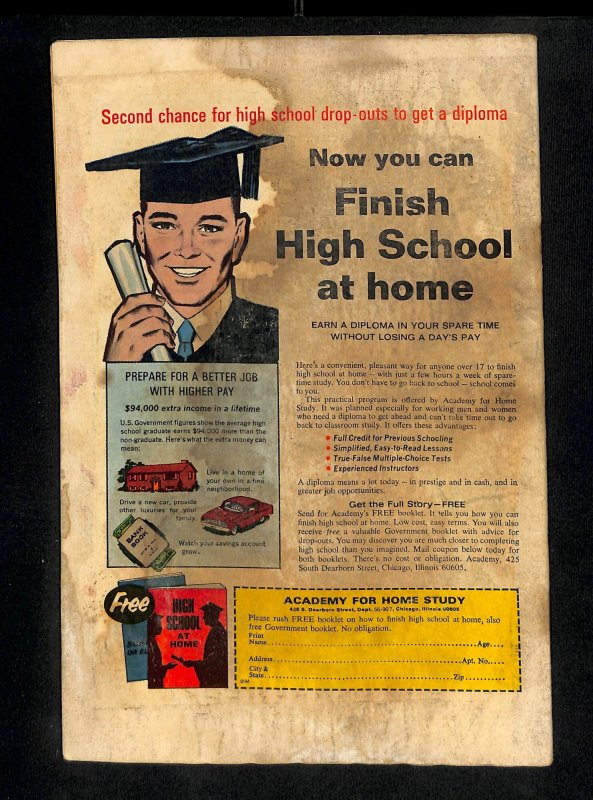 Second chance for high school drop-outs to get a diploma
Now you can
Finish
High School
at home
EARN A DIPLOMA IN YOUR SPARE TIME
WITHOUT LOSING A DAY'S PAY
PREPARE FOR A BETTER JOB
WITH HIGHER PAY
$94,000 extra income in a lifetime
U.S. Government figures show the average high
school graduate earns $94,000 more than the
non-graduate. Here's what the extra money can
mean:
Live in a home of
your own in a fine
neighborhood.
Drive a new car, provide
other luxuries for your
family.
BANK
BOOK
Watch your savings account
grow.
Here's a convenient, pleasant way for anyone over 17 to finish
high school at home — with just a few hours a week of spare-
time study. You don't have to go back to school — school comes
to you.
This practical program is offered by Academy for Home
Study. It was planned especially for working men and women
who need a diploma to get ahead and can't take time out to go
back to classroom study. It offers these advantages:
• Full Credit for Previous Schooling
• Simplified, Easy-to-Read Lessons
• True-False Multiple-Choice Tests
• Experienced Instructors
A diploma means a lot today — in prestige and in cash, and in
greater job opportunities.
Get the Full Story—FREE
Send for Academy's FREE booklet. It tells you how you can
finish high school at home. Low cost, easy terms. You will also
receive free a valuable Government booklet with advice for
drop-outs. You may discover you are much closer to completing
high school than you imagined. Mail coupon below today for
both booklets. There's no cost or obligation. Academy, 425
South Dearborn Street, Chicago, Illinois 60605.
Free
HIGH
SCHOOL
AT
HOME
OR
ACADEMY FOR HOME STUDY
425 S. Dearborn Street, Dept. 66-907, Chicago, Illinois 60605
Please rush FREE booklet on how to finish high school at home, also
free Government booklet. No obligation.
Print
Name Age
Address Apt. No.
City &
State Zip